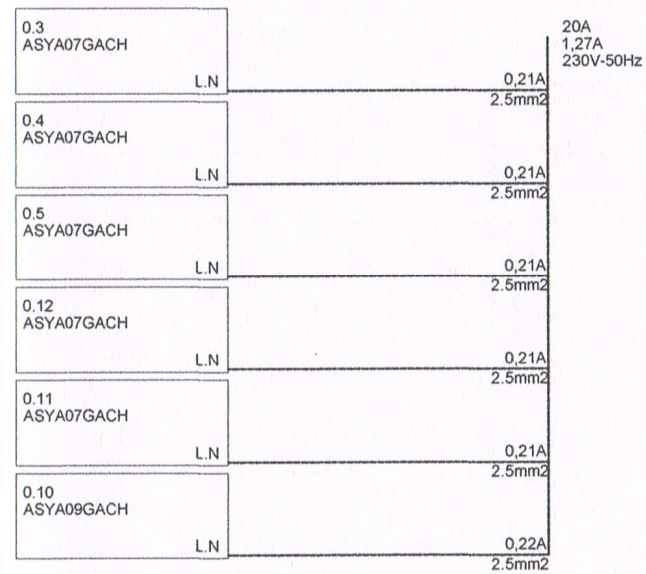 0.3
ASYA07GACH
L.N
0,21A
2.5mm2
20A
1,27A
230V-50Hz
0.4
ASYA07GACH
L.N
0,21A
2.5mm2
0.5
ASYA07GACH
L.N
0,21A
2.5mm2
0.12
ASYA07GACH
L.N
0,21A
2.5mm2
0.11
ASYA07GACH
L.N
0,21A
2.5mm2
0.10
ASYA09GACH
L.N
0,22A
2.5mm2